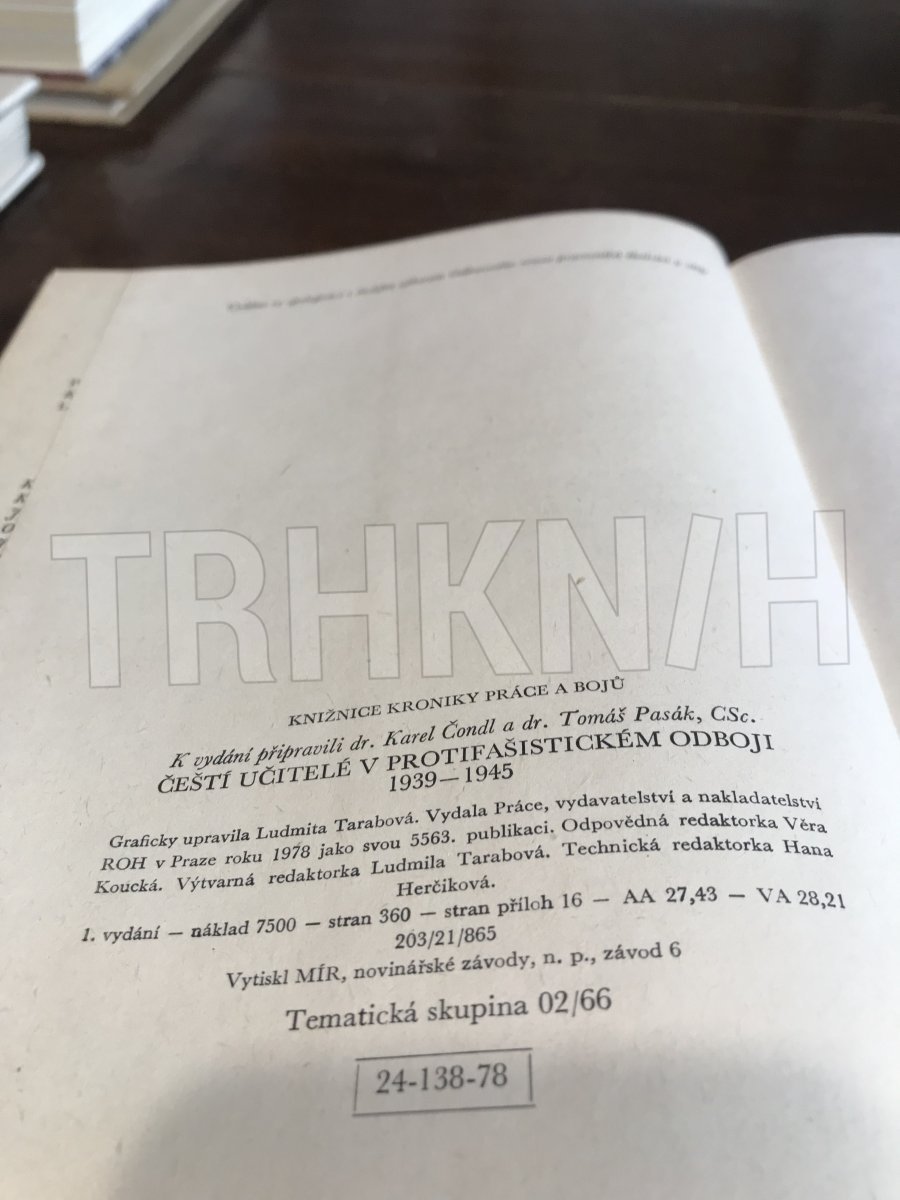 TRHKNIH
KNIŽNICE KRONIKY PRÁCE A BOJŮ
K vydání připravili dr. Karel Čondl a dr. Tomáš Pasák, CSc.
ČEŠTÍ UČITELÉ V PROTIFAŠISTICKÉM ODBOJI
1939—1945
Graficky upravila Ludmita Tarabová. Vydala Práce, vydavatelství a nakladatelství
ROH v Praze roku 1978 jako svou 5563. publikaci. Odpovědná redaktorka Věra
Koucká. Výtvarná redaktorka Ludmila Tarabová. Technická redaktorka Hana
Herčiková.
1. vydání — náklad 7500 — stran 360 — stran příloh 16 — AA 27,43 — VA 28,21
203/21/865
Vytiskl MÍR, novinářské závody, n. p., závod 6
Tematická skupina 02/66
24-138-78